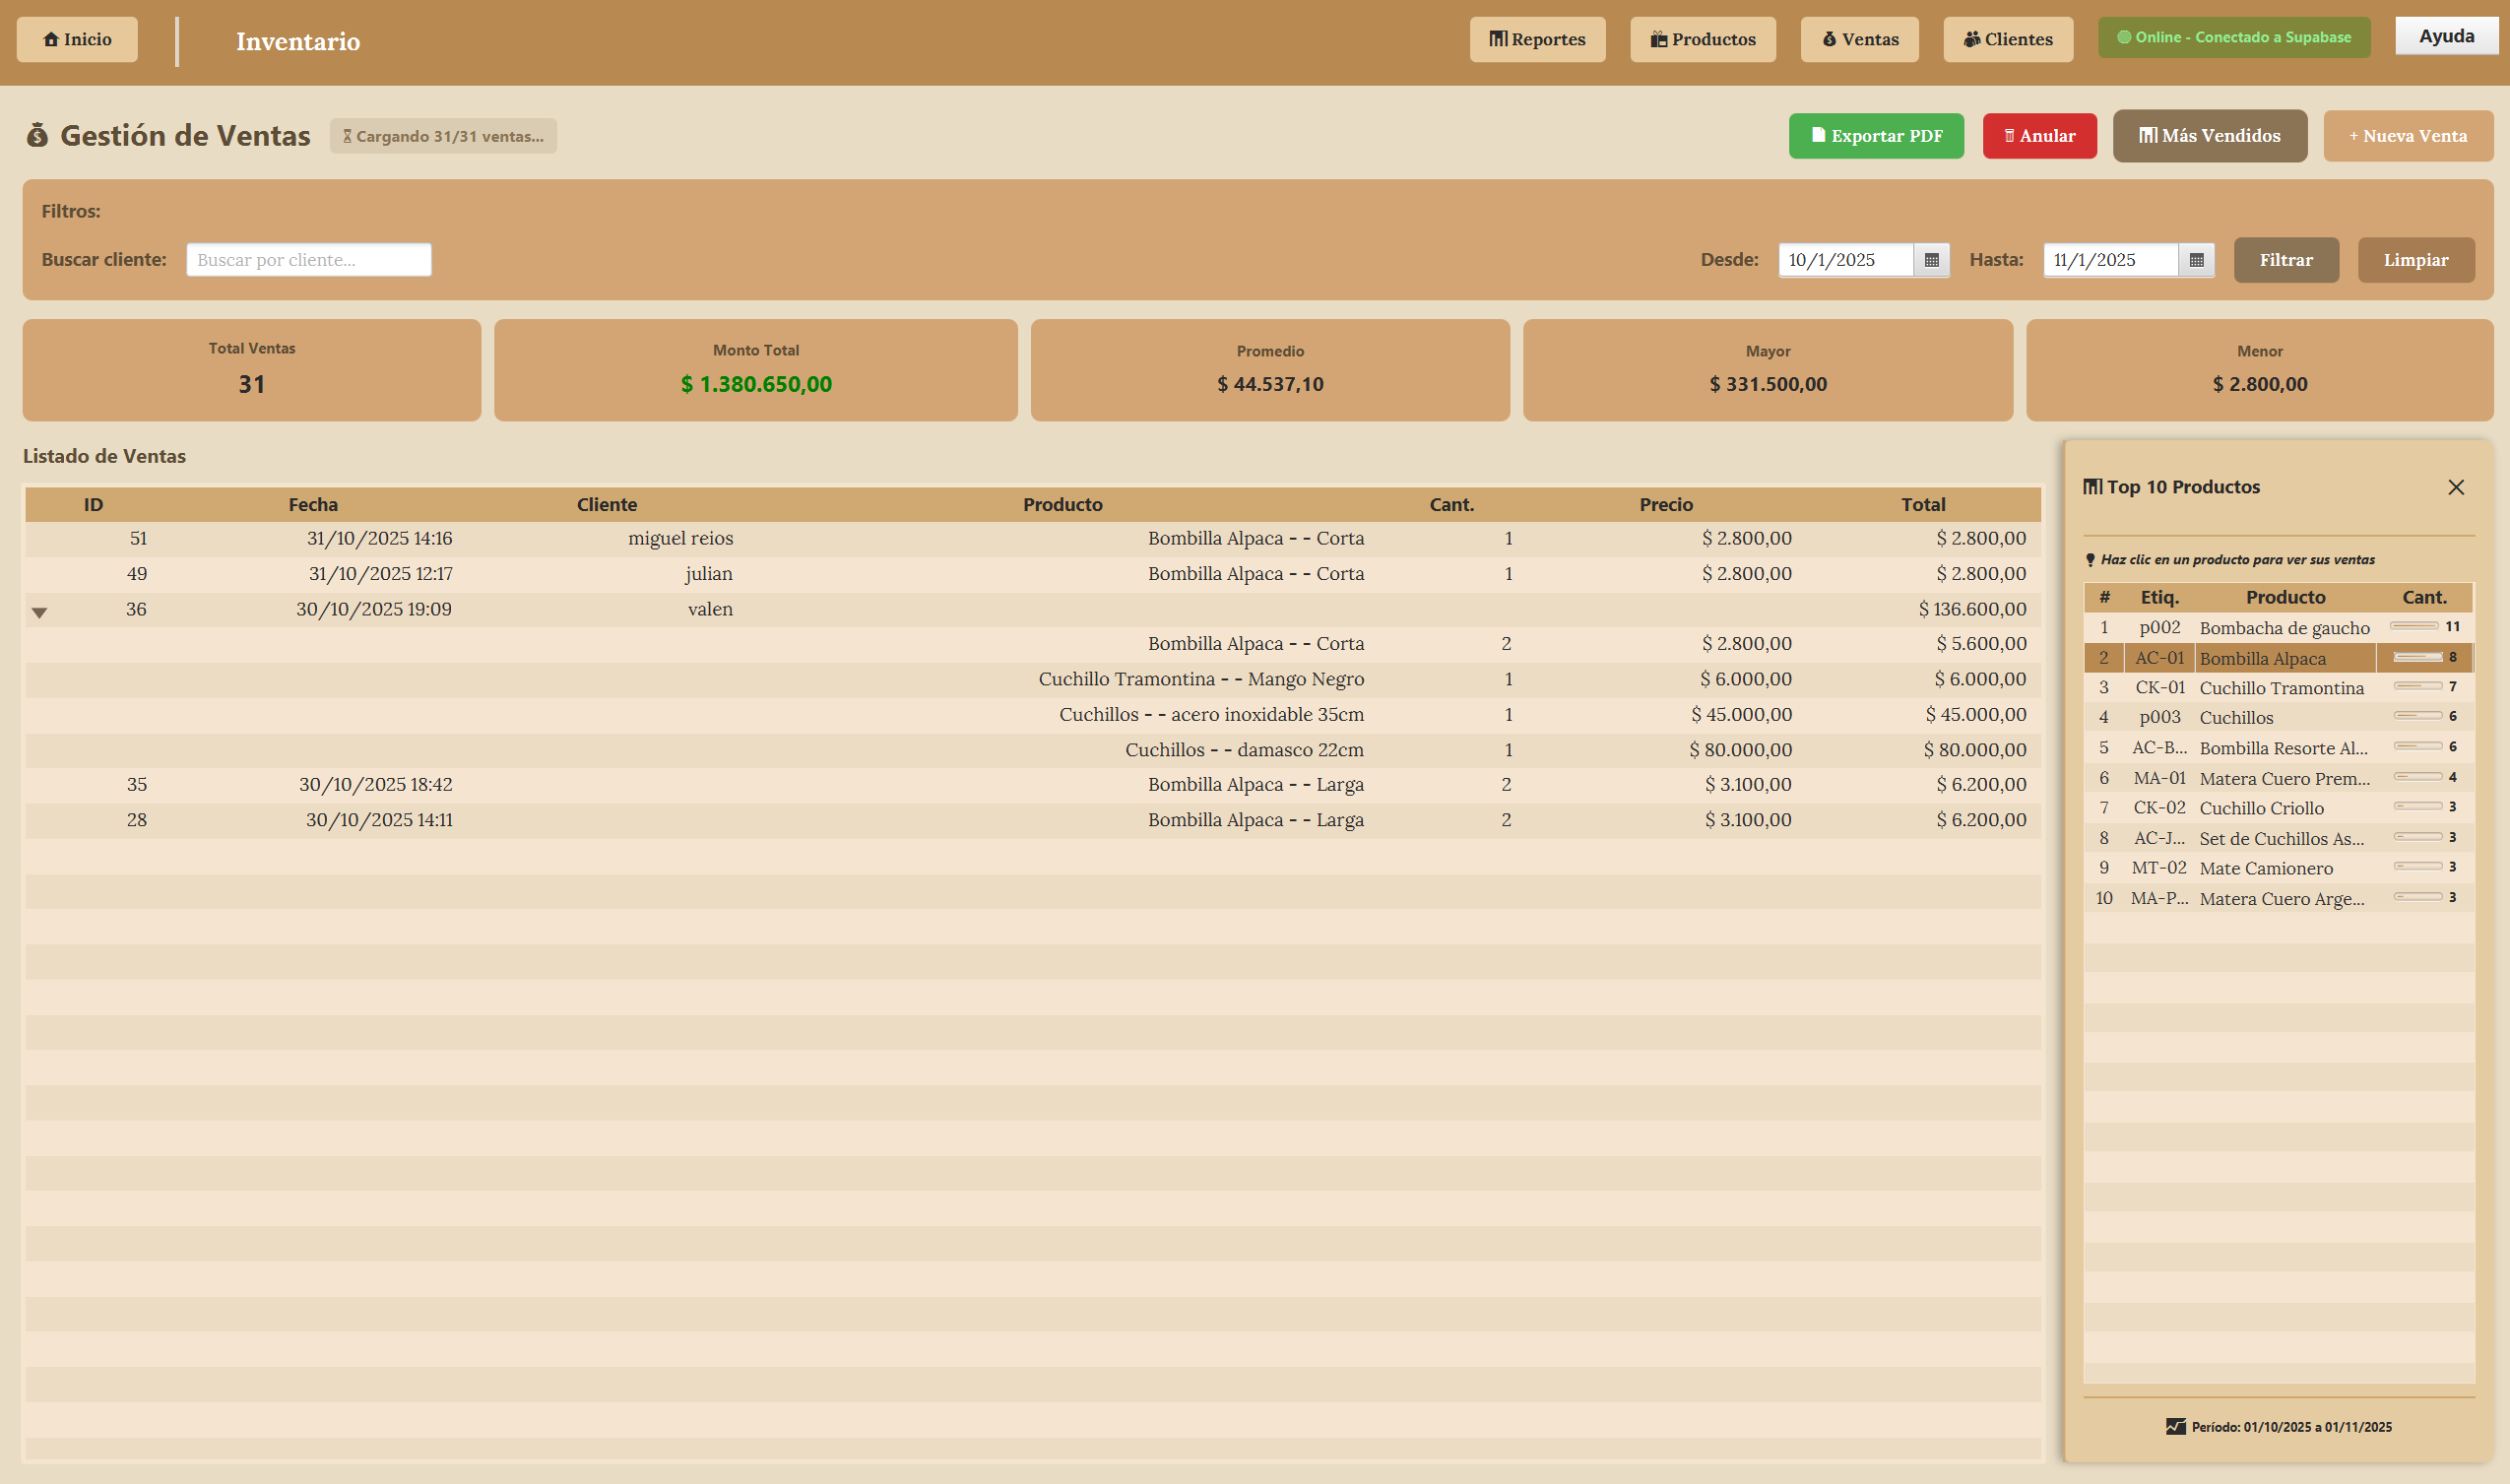 Inicio
Inventario
Reportes
Productos
Ventas
Clientes
Online - Conectado a Supabase
Ayuda
Gestión de Ventas
Cargando 31/31 ventas...
Exportar PDF
Anular
Más Vendidos
+ Nueva Venta
Filtros:
Buscar cliente:
Buscar por cliente...
Desde:
10/1/2025
Hasta:
11/1/2025
Filtrar
Limpiar
Total Ventas
31
Monto Total
$ 1.380.650,00
Promedio
$ 44.537,10
Mayor
$ 331.500,00
Menor
$ 2.800,00
Listado de Ventas
ID Fecha Cliente Producto Cant. Precio Total
51 31/10/2025 14:16 miguel reios Bombilla Alpaca - - Corta 1 $ 2.800,00 $ 2.800,00
49 31/10/2025 12:17 julian Bombilla Alpaca - - Corta 1 $ 2.800,00 $ 2.800,00
36 30/10/2025 19:09 valen $ 136.600,00
Bombilla Alpaca - - Corta 2 $ 2.800,00 $ 5.600,00
Cuchillo Tramontina - - Mango Negro 1 $ 6.000,00 $ 6.000,00
Cuchillos - - acero inoxidable 35cm 1 $ 45.000,00 $ 45.000,00
Cuchillos - - damasco 22cm 1 $ 80.000,00 $ 80.000,00
35 30/10/2025 18:42 Bombilla Alpaca - - Larga 2 $ 3.100,00 $ 6.200,00
28 30/10/2025 14:11 Bombilla Alpaca - - Larga 2 $ 3.100,00 $ 6.200,00
Top 10 Productos
Haz clic en un producto para ver sus ventas
# Etiq. Producto Cant.
1 p002 Bombacha de gaucho 11
2 AC-01 Bombilla Alpaca 8
3 CK-01 Cuchillo Tramontina 7
4 p003 Cuchillos 6
5 AC-B... Bombilla Resorte Al... 6
6 MA-01 Matera Cuero Prem... 4
7 CK-02 Cuchillo Criollo 3
8 AC-J... Set de Cuchillos As... 3
9 MT-02 Mate Camionero 3
10 MA-P... Matera Cuero Arge... 3
Período: 01/10/2025 a 01/11/2025